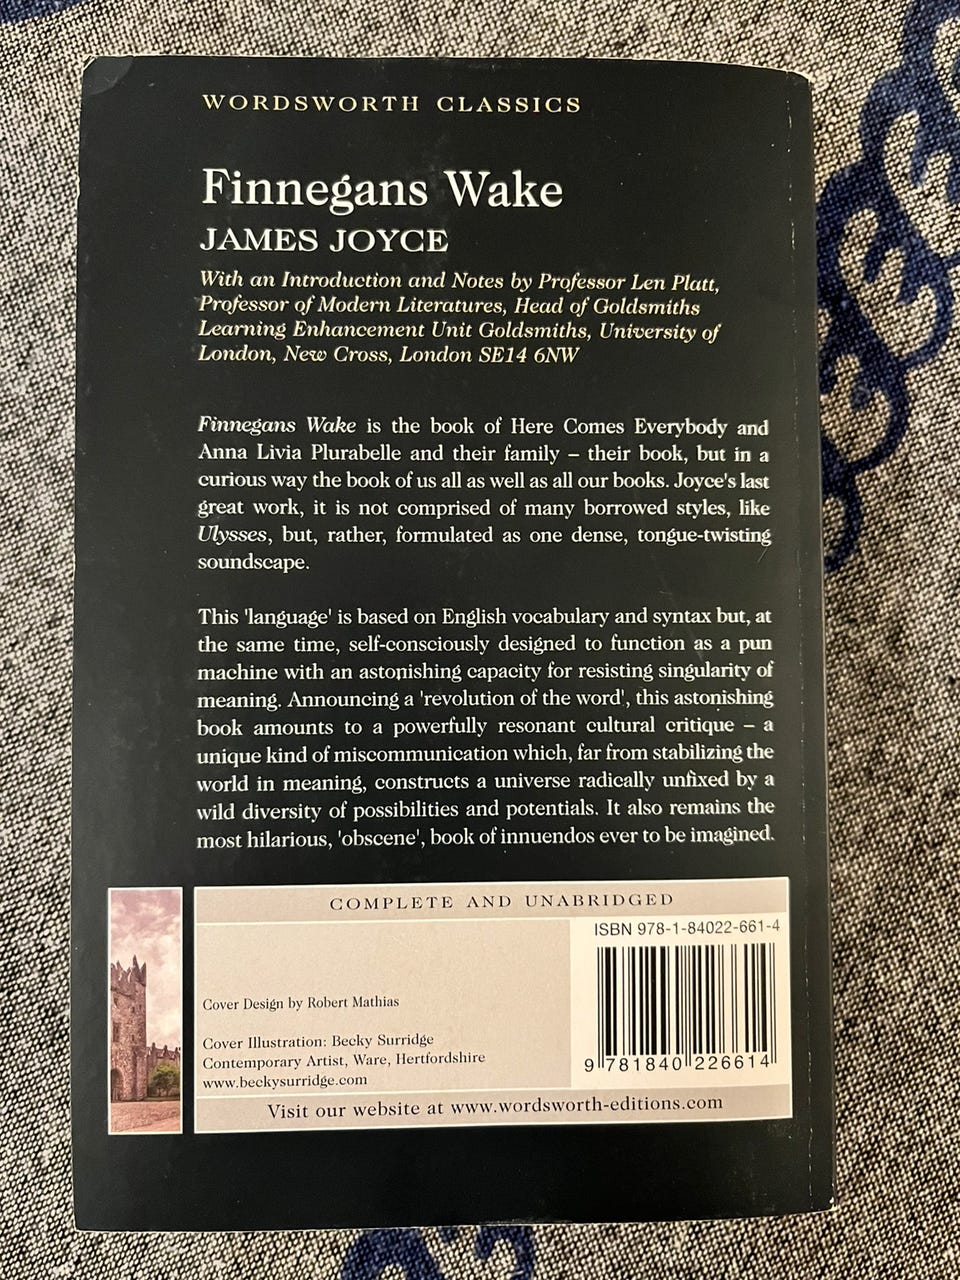 WORDSWORTH CLASSICS
Finnegans Wake
JAMES JOYCE
With an Introduction and Notes by Professor Len Platt,
Professor of Modern Literatures, Head of Goldsmiths
Learning Enhancement Unit Goldsmiths, University of
London, New Cross, London SE14 6NW
Finnegans Wake is the book of Here Comes Everybody and
Anna Livia Plurabelle and their family – their book, but in a
curious way the book of us all as well as all our books. Joyce's last
great work, it is not comprised of many borrowed styles, like
Ulysses, but, rather, formulated as one dense, tongue-twisting
soundscape.
This 'language' is based on English vocabulary and syntax but, at
the same time, self-consciously designed to function as a pun
machine with an astonishing capacity for resisting singularity of
meaning. Announcing a 'revolution of the word', this astonishing
book amounts to a powerfully resonant cultural critique – a
unique kind of miscommunication which, far from stabilizing the
world in meaning, constructs a universe radically unfixed by a
wild diversity of possibilities and potentials. It also remains the
most hilarious, 'obscene', book of innuendos ever to be imagined.
COMPLETE AND UNABRIDGED
ISBN 978-1-84022-661-4
Cover Design by Robert Mathias
Cover Illustration: Becky Surridge
Contemporary Artist, Ware, Hertfordshire
www.beckysurridge.com
9 781840 226614
Visit our website at www.wordsworth-editions.com